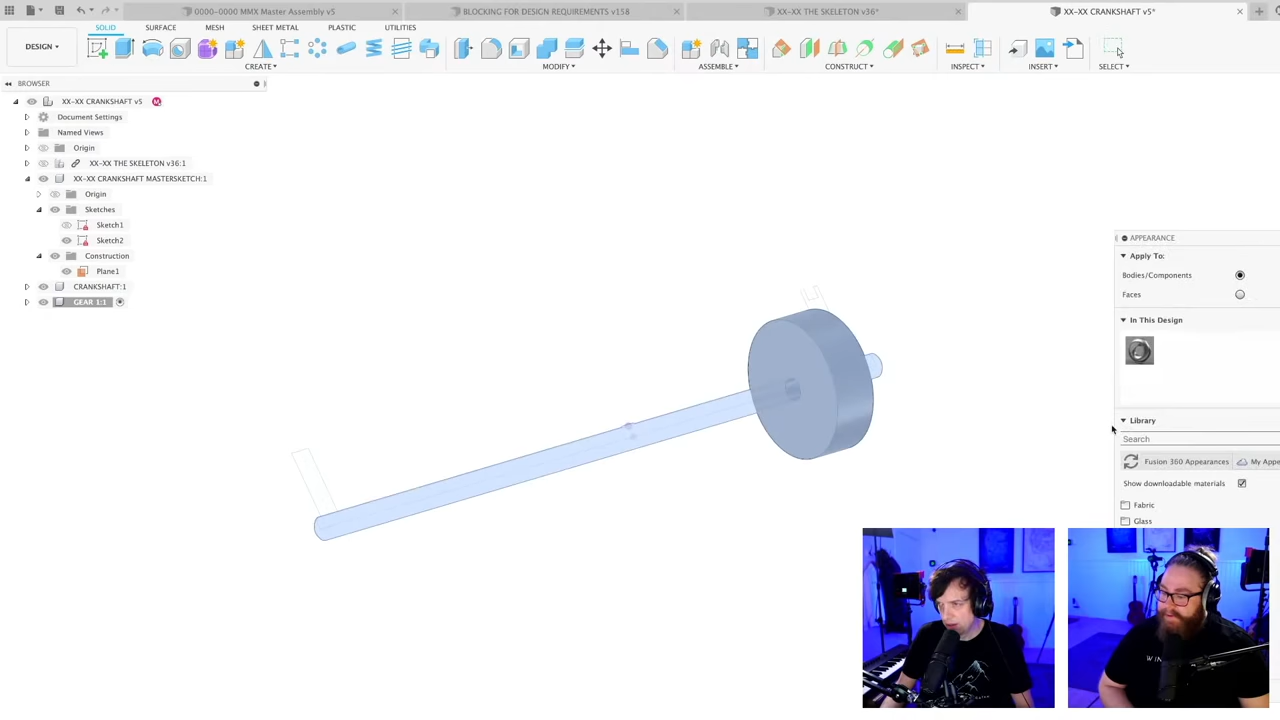 0000-0000 MMX Master Assembly v5
BLOCKING FOR DESIGN REQUIREMENTS v158
XX-XX THE SKELETON v36*
XX-XX CRANKSHAFT v5*
DESIGN
SOLID
SURFACE
MESH
SHEET METAL
PLASTIC
UTILITIES
CREATE
MODIFY
ASSEMBLE
CONSTRUCT
INSPECT
INSERT
SELECT
BROWSER
XX-XX CRANKSHAFT v5
Document Settings
Named Views
Origin
XX-XX THE SKELETON v36:1
XX-XX CRANKSHAFT MASTERSKETCH:1
Origin
Sketches
Sketch1
Sketch2
Construction
Plane1
CRANKSHAFT:1
GEAR 1:1
APPEARANCE
Apply To:
Bodies/Components
Faces
In This Design
Library
Search
Fusion 360 Appearances
My Appe
Show downloadable materials
Fabric
Glass
WIN